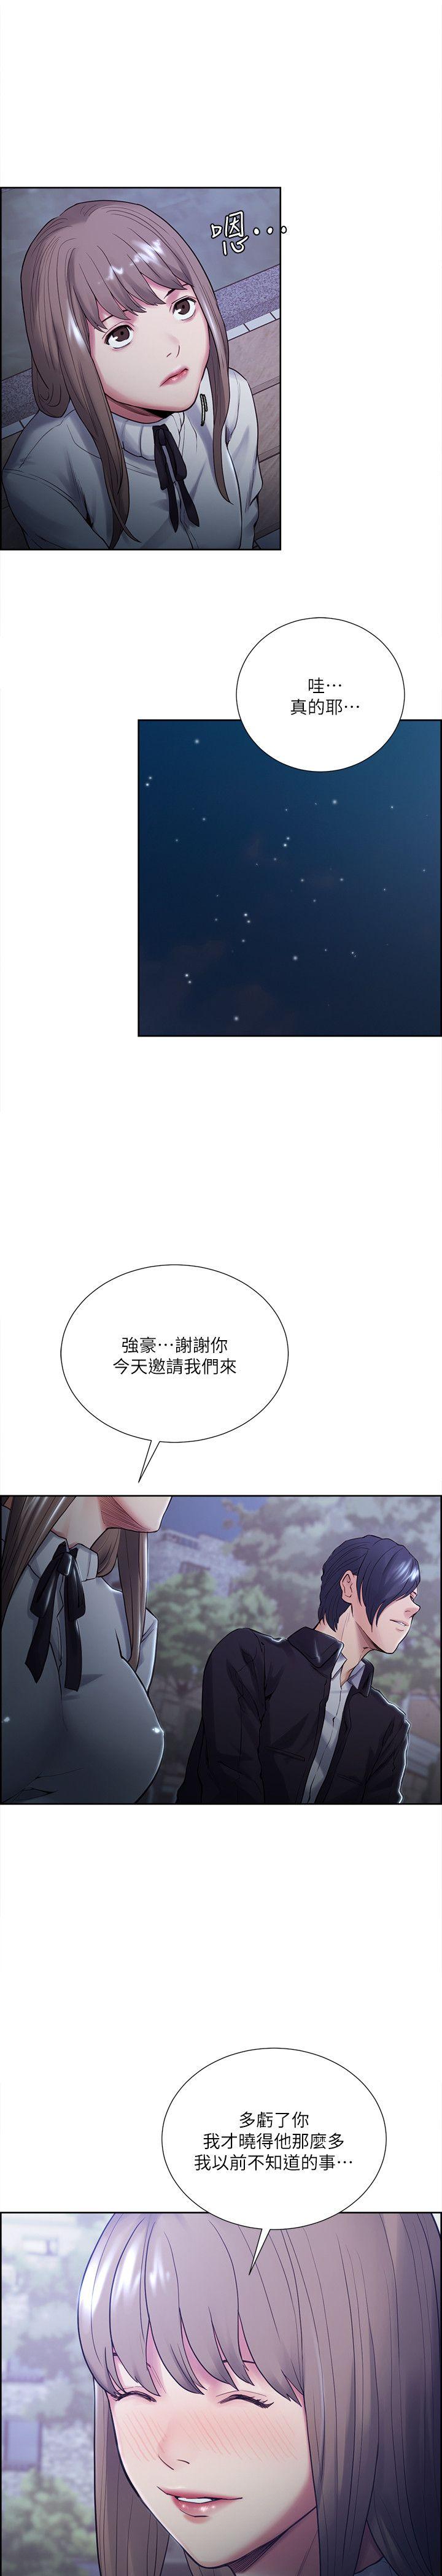 嗯...
哇⋯
真的耶⋯
強豪⋯謝謝你
今天邀請我們來
多虧了你
我才曉得他那麼多
我以前不知道的事⋯